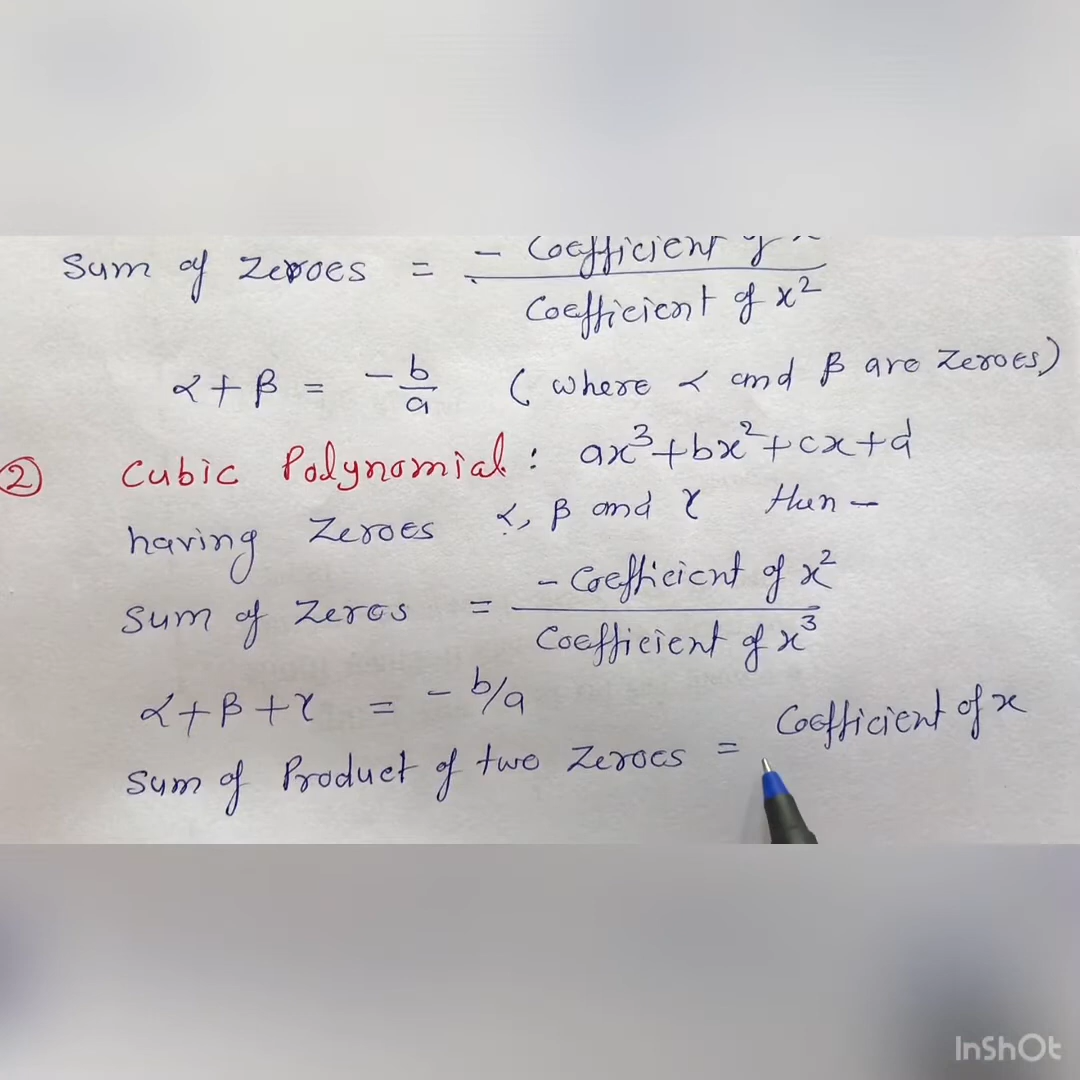 Sum of Zeroes = - Coefficient of x / Coefficient of x²
α + β = - b/a (where α and β are Zeroes)
② Cubic Polynomial : ax³+bx²+cx+d
having Zeroes α, β and γ then -
Sum of Zeros = - Coefficient of x² / Coefficient of x³
α + β + γ = - b/a
Sum of Product of two Zeroes = Coefficient of x
InShOt